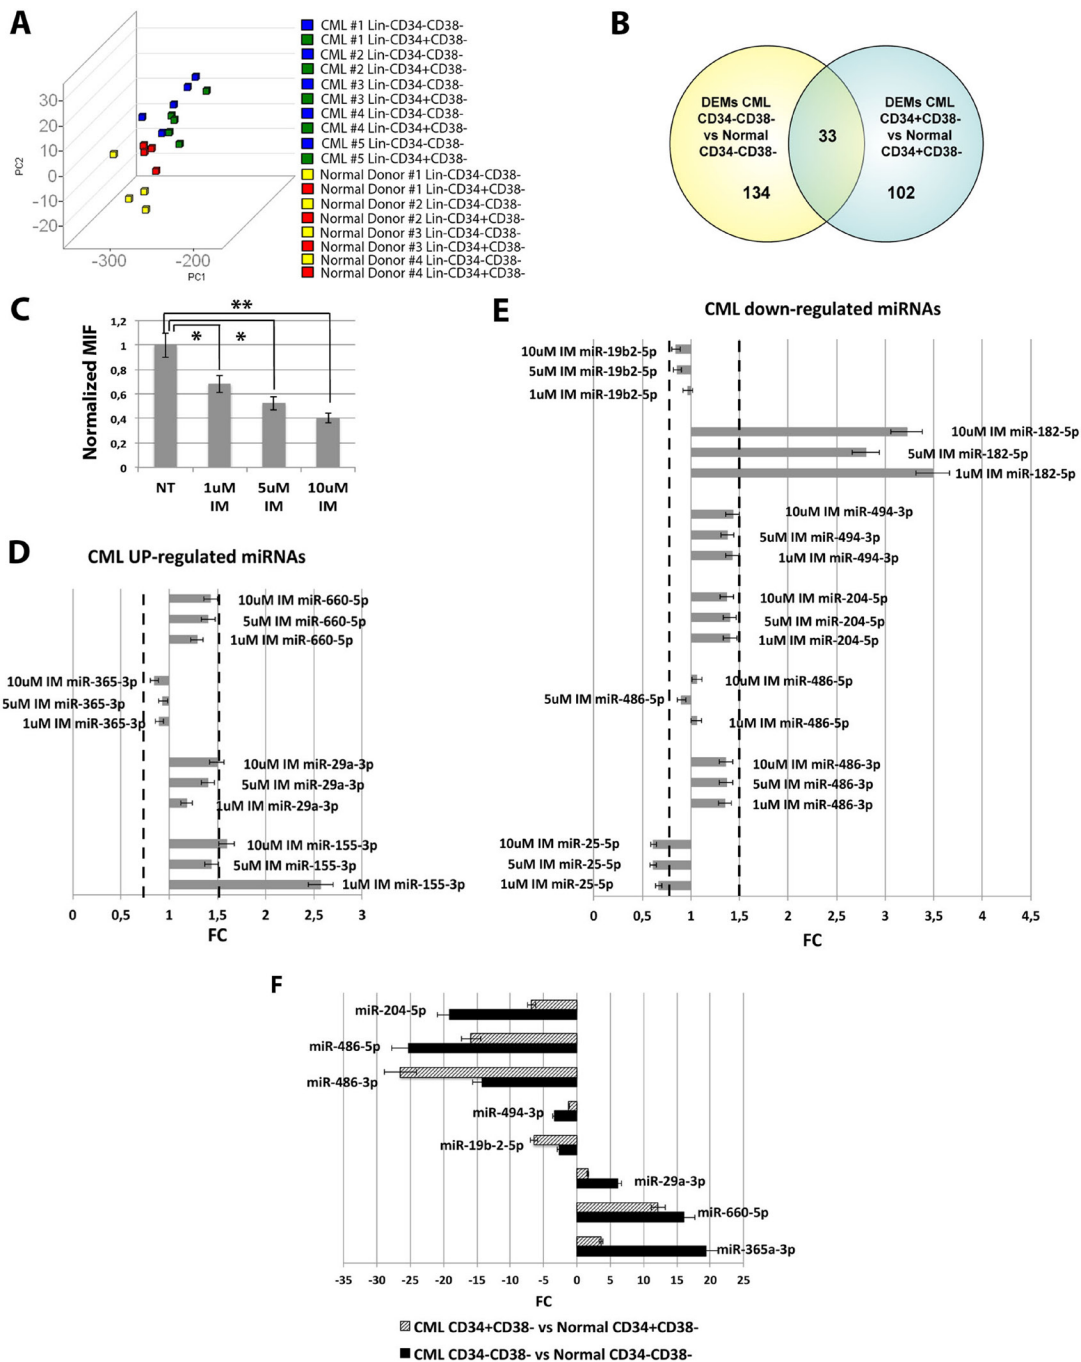 A
30
20
10
0
-10
-20
PC2
-300
-200
PC1
CML #1 Lin-CD34-CD38-
CML #1 Lin-CD34+CD38-
CML #2 Lin-CD34-CD38-
CML #2 Lin-CD34+CD38-
CML #3 Lin-CD34-CD38-
CML #3 Lin-CD34+CD38-
CML #4 Lin-CD34-CD38-
CML #4 Lin-CD34+CD38-
CML #5 Lin-CD34-CD38-
CML #5 Lin-CD34+CD38-
Normal Donor #1 Lin-CD34-CD38-
Normal Donor #1 Lin-CD34+CD38-
Normal Donor #2 Lin-CD34-CD38-
Normal Donor #2 Lin-CD34+CD38-
Normal Donor #3 Lin-CD34-CD38-
Normal Donor #3 Lin-CD34+CD38-
Normal Donor #4 Lin-CD34-CD38-
Normal Donor #4 Lin-CD34+CD38-
B
DEMs CML
CD34-CD38-
vs Normal
CD34-CD38-
134
33
DEMs CML
CD34+CD38-
vs Normal
CD34+CD38-
102
C
Normalized MIF
1,2
1
0,8
0,6
0,4
0,2
0
**
* *
NT
1uM
IM
5uM
IM
10uM
IM
D
CML UP-regulated miRNAs
10uM IM miR-660-5p
5uM IM miR-660-5p
1uM IM miR-660-5p
10uM IM miR-365-3p
5uM IM miR-365-3p
1uM IM miR-365-3p
10uM IM miR-29a-3p
5uM IM miR-29a-3p
1uM IM miR-29a-3p
10uM IM miR-155-3p
5uM IM miR-155-3p
1uM IM miR-155-3p
0 0,5 1 1,5 2 2,5 3
FC
E
CML down-regulated miRNAs
10uM IM miR-19b2-5p
5uM IM miR-19b2-5p
1uM IM miR-19b2-5p
10uM IM miR-182-5p
5uM IM miR-182-5p
1uM IM miR-182-5p
10uM IM miR-494-3p
5uM IM miR-494-3p
1uM IM miR-494-3p
10uM IM miR-204-5p
5uM IM miR-204-5p
1uM IM miR-204-5p
10uM IM miR-486-5p
5uM IM miR-486-5p
1uM IM miR-486-5p
10uM IM miR-486-3p
5uM IM miR-486-3p
1uM IM miR-486-3p
10uM IM miR-25-5p
5uM IM miR-25-5p
1uM IM miR-25-5p
0 0,5 1 1,5 2 2,5 3 3,5 4 4,5
FC
F
miR-204-5p
miR-486-5p
miR-486-3p
miR-494-3p
miR-19b-2-5p
miR-29a-3p
miR-660-5p
miR-365a-3p
-35 -30 -25 -20 -15 -10 -5 0 5 10 15 20 25
FC
CML CD34+CD38- vs Normal CD34+CD38-
CML CD34-CD38- vs Normal CD34-CD38-